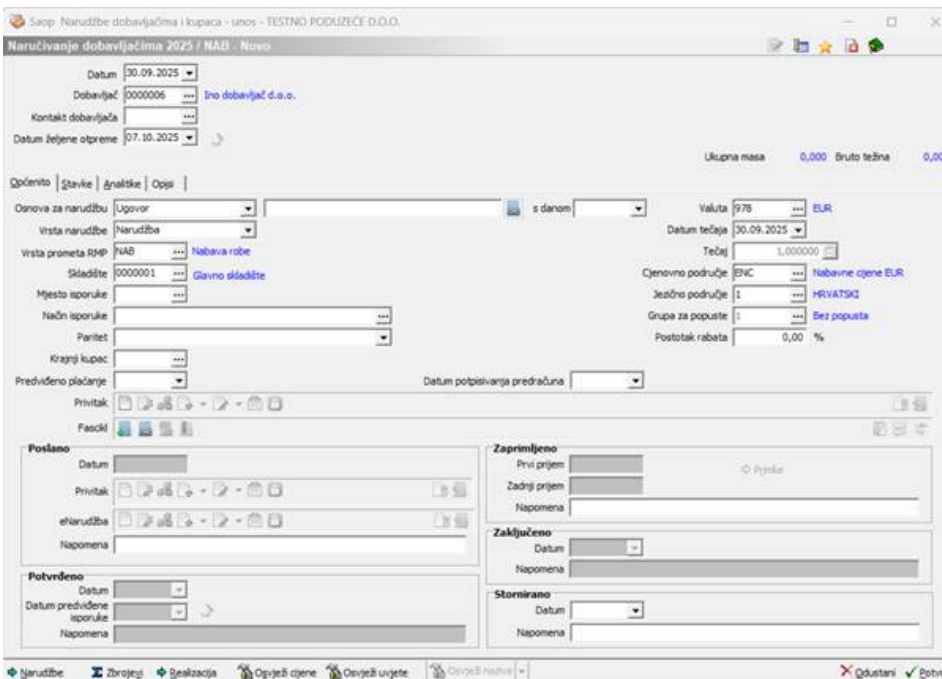 Saop Narudžbe dobavljačima i kupaca - unos - TESTNO PODUZEĆE D.O.O.
Naručivanje dobavljačima 2025 / NAB - Novo
Datum 30.09.2025
Dobavljač 0000006 ... Ino dobavljač d.o.o.
Kontakt dobavljača ...
Datum željene otpreme 07.10.2025
Ukupna masa 0,000 Bruto težina 0,00
Općenito Stavke Analitike Opisi
Osnova za narudžbu Ugovor s danom Valuta 978 ... EUR
Vrsta narudžbe Narudžba Datum tečaja 30.09.2025
Vrsta prometa RMP NAB ... Nabava robe Tečaj 1,000000
Skladište 0000001 ... Glavno skladište Cjenovno područje ENC ... Nabavne cijene EUR
Mjesto isporuke ... Jezično područje 1 ... HRVATSKI
Način isporuke ... Grupa za popuste 1 ... Bez popusta
Paritet Postotak rabata 0,00 %
Krajnji kupac ...
Predviđeno plaćanje Datum potpisivanja predračuna
Privitak
Fascikl
Poslano
Datum
Privitak
eNarudžba
Napomena
Zaprimljeno
Prvi prijem
Primke
Zadnji prijem
Napomena
Zaključeno
Datum
Napomena
Potvrđeno
Datum
Datum predviđene
isporuke
Napomena
Stornirano
Datum
Napomena
Narudžbe Zbrojevi Realizacija Osvježi cijene Osvježi uvjete Osvježi nazive Odustani Potvr